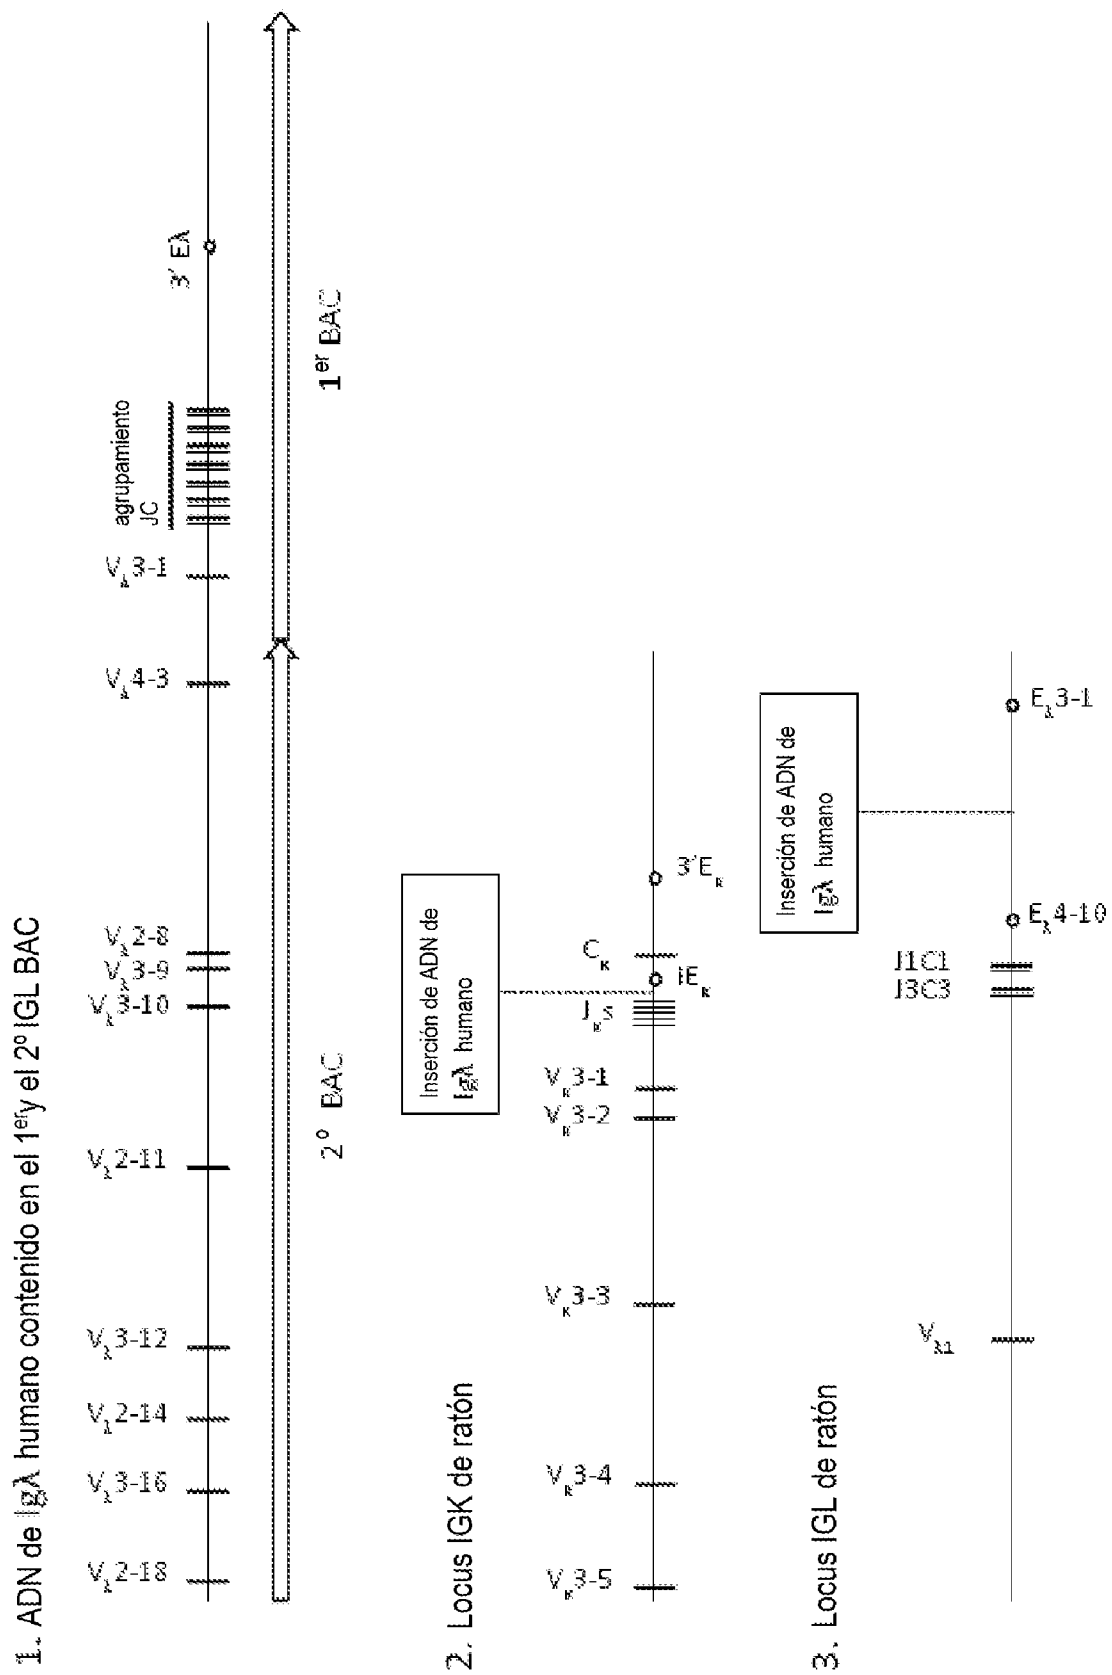 1. ADN de Igλ humano contenido en el 1er y el 2º IGL BAC
Vλ2-18
Vλ3-16
Vλ2-14
Vλ3-12
Vλ2-11
Vλ3-10
Vλ3-9
Vλ2-8
Vλ4-3
Vλ3-1
agrupamiento
JC
3' Eλ
2º BAC
1er BAC
2. Locus IGK de ratón
Inserción de ADN de
Igλ humano
Vκ3-5
Vκ3-4
Vκ3-3
Vκ3-2
Vκ3-1
Jκs
iEκ
Cκ
3'Eκ
3. Locus IGL de ratón
Inserción de ADN de
Igλ humano
Vλ1
J3C3
J1C1
Eλ4-10
Eλ3-1